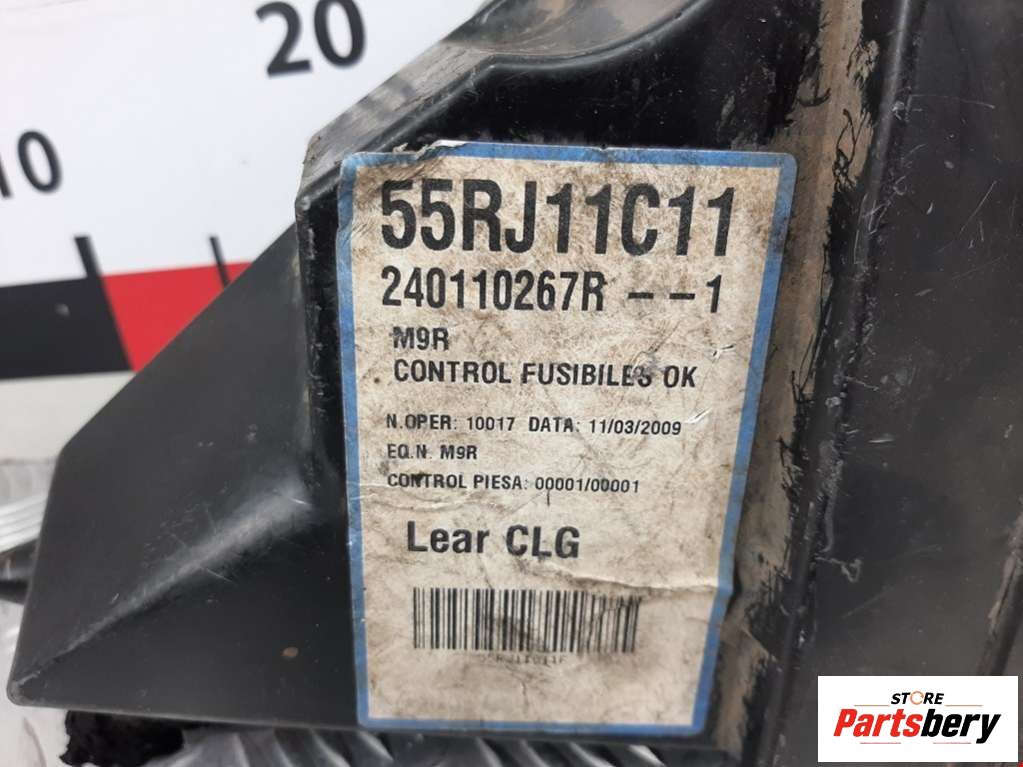 20
10
55RJ11C11
240110267R - - 1
M9R
CONTROL FUSIBILES OK
N.OPER: 10017 DATA: 11/03/2009
EQ.N. M9R
CONTROL PIESA: 00001/00001
Lear CLG
STORE
Partsbery